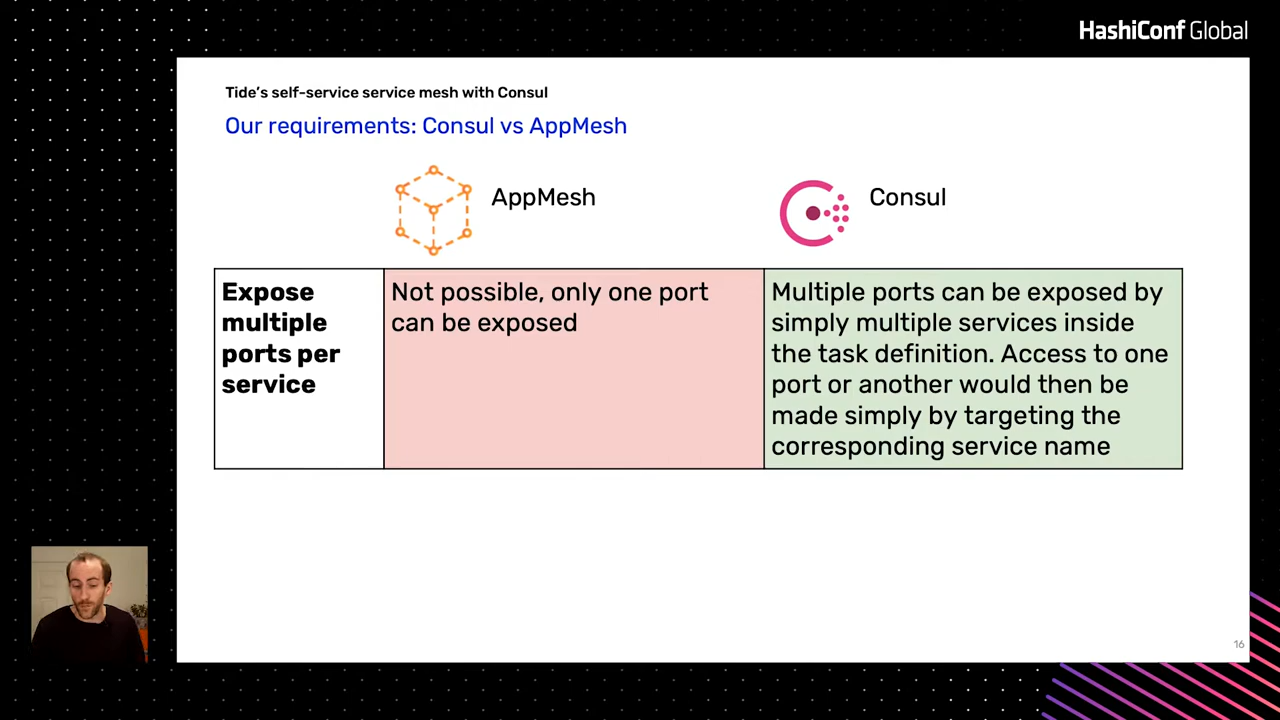 HashiConf Global
Tide's self-service service mesh with Consul
Our requirements: Consul vs AppMesh
AppMesh
Consul
Expose
multiple
ports per
service
Not possible, only one port
can be exposed
Multiple ports can be exposed by
simply multiple services inside
the task definition. Access to one
port or another would then be
made simply by targeting the
corresponding service name
16